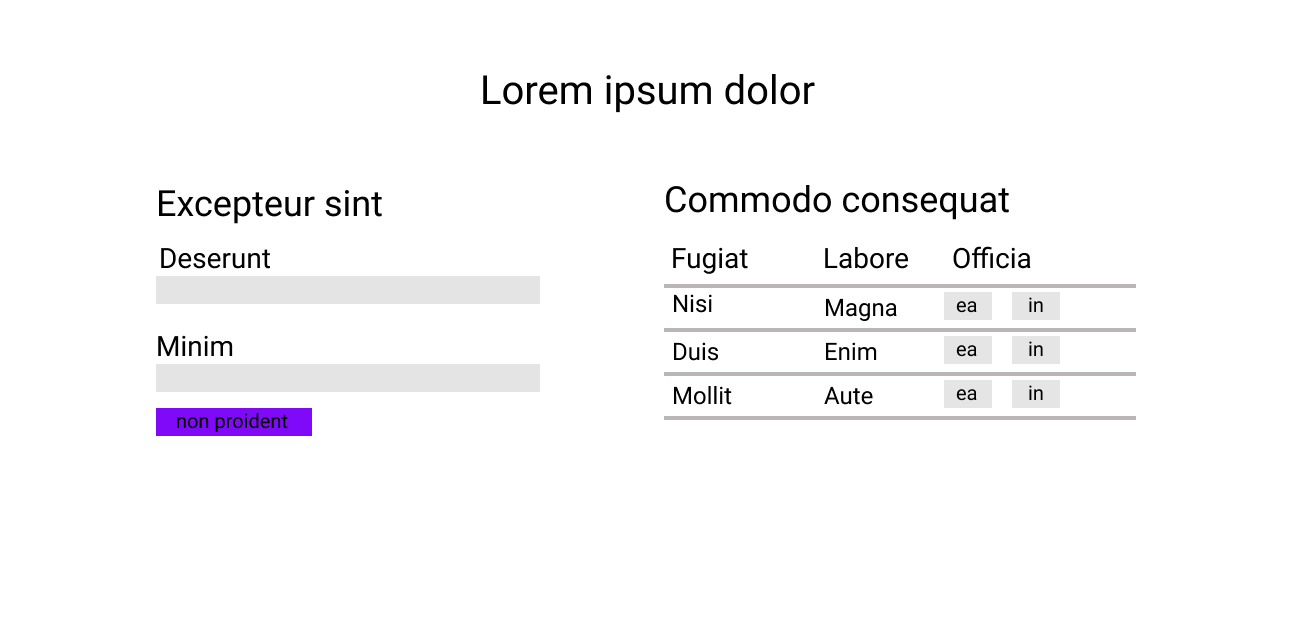 Lorem ipsum dolor
Excepteur sint
Deserunt
Minim
non proident
Commodo consequat
Fugiat Labore Officia
Nisi Magna ea in
Duis Enim ea in
Mollit Aute ea in